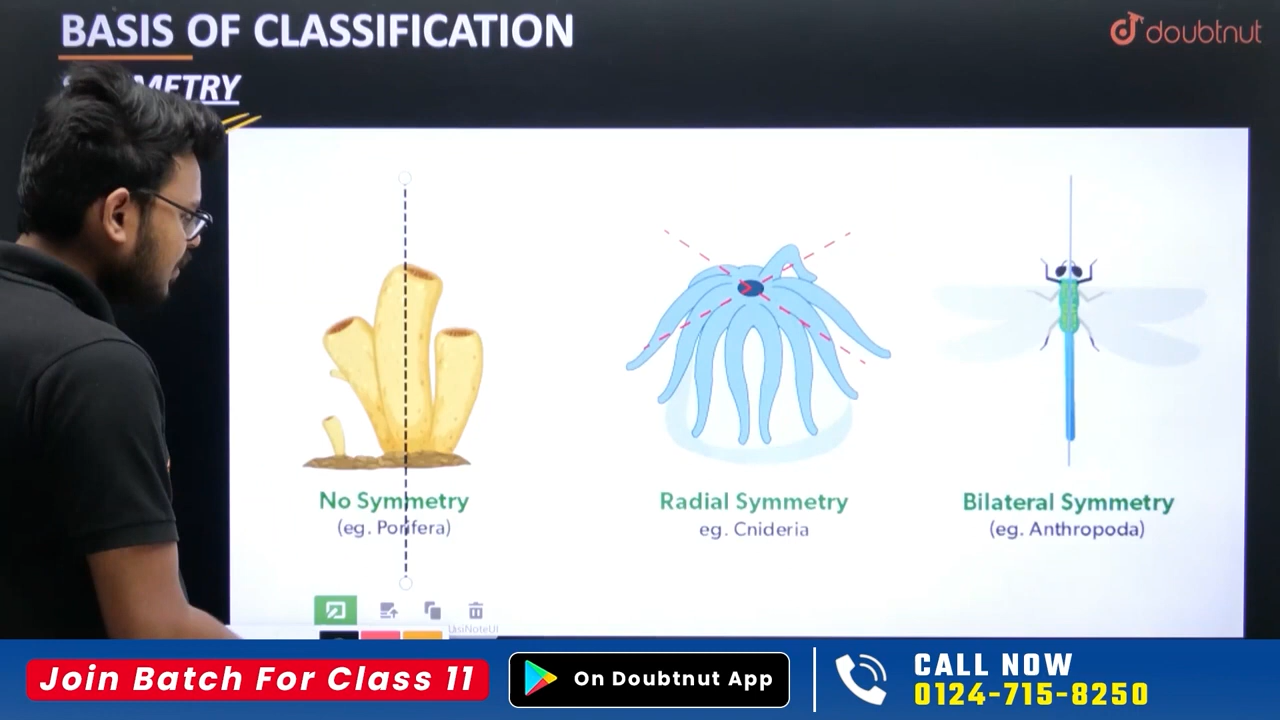 BASIS OF CLASSIFICATION
doubtnut
No Symmetry
(eg. Porifera)
Radial Symmetry
eg. Cnideria
Bilateral Symmetry
(eg. Anthropoda)
UisiNoteUI
Join Batch For Class 11
On Doubtnut App
CALL NOW
0124-715-8250